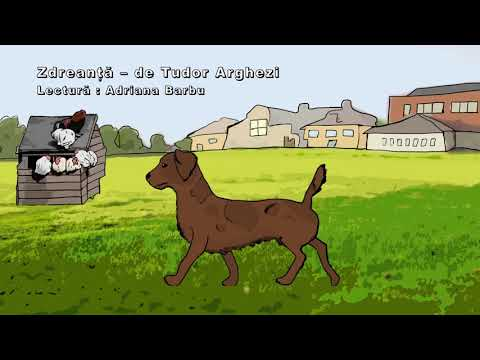 Zdreanță – de Tudor Arghezi
Lectură : Adriana Barbu